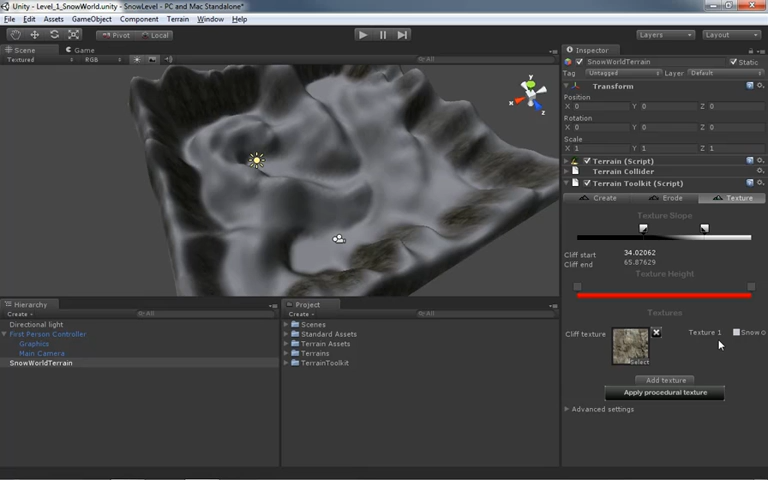 Unity - Level_1_SnowWorld.unity - SnowLevel - PC and Mac Standalone*
File Edit Assets GameObject Component Terrain Window Help
Pivot Local Layers Layout
Scene Game
Textured RGB All
y
x
z
Inspector
SnowWorldTerrain Static
Tag Untagged Layer Default
Transform
Position
X 0 Y 0 Z 0
Rotation
X 0 Y 0 Z 0
Scale
X 1 Y 1 Z 1
Terrain (Script)
Terrain Collider
Terrain Toolkit (Script)
Create Erode Texture
Texture Slope
Cliff start 34.02062
Cliff end 65.87629
Texture Height
Textures
Cliff texture Select Texture 1 Snow
Add texture
Apply procedural texture
Advanced settings
Hierarchy
Create All
Directional light
First Person Controller
Graphics
Main Camera
SnowWorldTerrain
Project
Create All
Scenes
Standard Assets
Terrain Assets
Terrains
TerrainToolkit